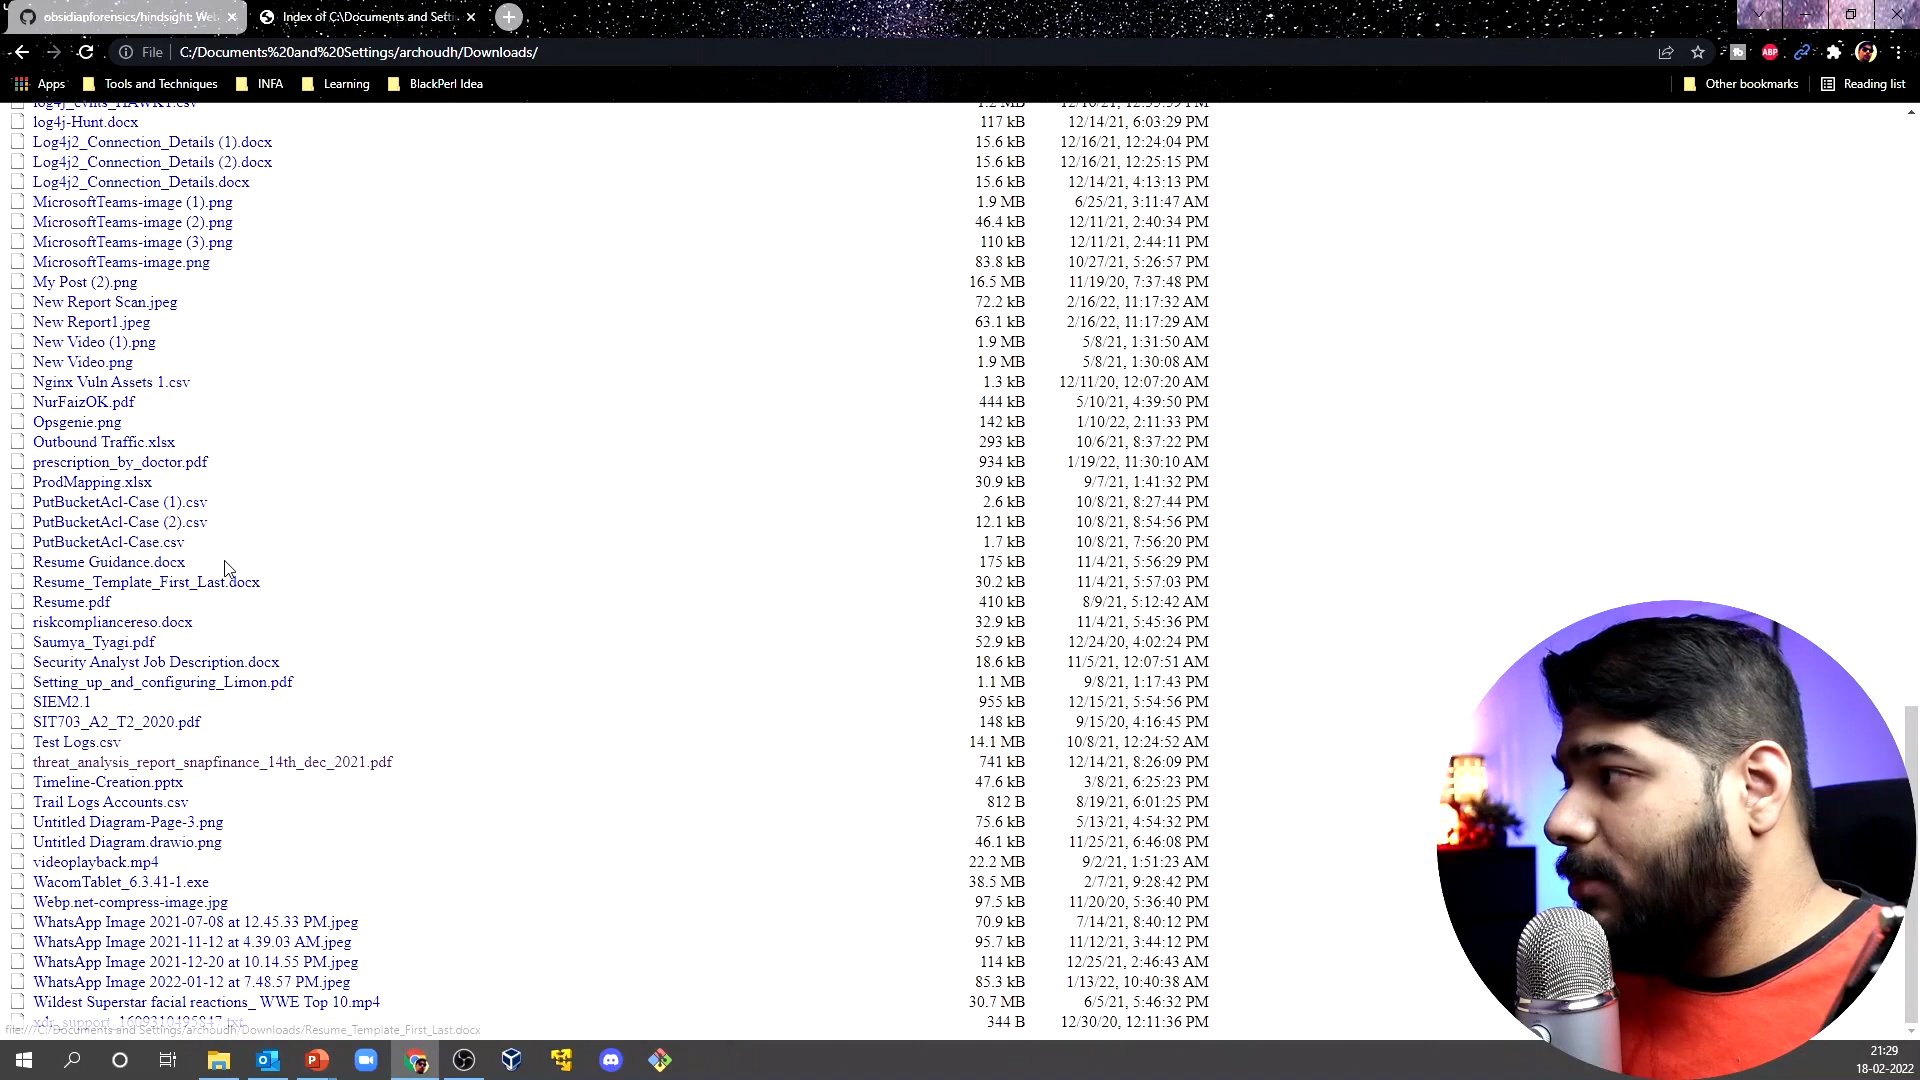 obsidianforensics/hindsight: Wel
Index of C:\Documents and Setti
File
C:/Documents%20and%20Settings/archoudh/Downloads/
ABP
Apps
Tools and Techniques
INFA
Learning
BlackPerl Idea
Other bookmarks
Reading list
log4j-Hunt.docx 117 kB 12/14/21, 6:03:29 PM
Log4j2_Connection_Details (1).docx 15.6 kB 12/16/21, 12:24:04 PM
Log4j2_Connection_Details (2).docx 15.6 kB 12/16/21, 12:25:15 PM
Log4j2_Connection_Details.docx 15.6 kB 12/14/21, 4:13:13 PM
MicrosoftTeams-image (1).png 1.9 MB 6/25/21, 3:11:47 AM
MicrosoftTeams-image (2).png 46.4 kB 12/11/21, 2:40:34 PM
MicrosoftTeams-image (3).png 110 kB 12/11/21, 2:44:11 PM
MicrosoftTeams-image.png 83.8 kB 10/27/21, 5:26:57 PM
My Post (2).png 16.5 MB 11/19/20, 7:37:48 PM
New Report Scan.jpeg 72.2 kB 2/16/22, 11:17:32 AM
New Report1.jpeg 63.1 kB 2/16/22, 11:17:29 AM
New Video (1).png 1.9 MB 5/8/21, 1:31:50 AM
New Video.png 1.9 MB 5/8/21, 1:30:08 AM
Nginx Vuln Assets 1.csv 1.3 kB 12/11/20, 12:07:20 AM
NurFaizOK.pdf 444 kB 5/10/21, 4:39:50 PM
Opsgenie.png 142 kB 1/10/22, 2:11:33 PM
Outbound Traffic.xlsx 293 kB 10/6/21, 8:37:22 PM
prescription_by_doctor.pdf 934 kB 1/19/22, 11:30:10 AM
ProdMapping.xlsx 30.9 kB 9/7/21, 1:41:32 PM
PutBucketAcl-Case (1).csv 2.6 kB 10/8/21, 8:27:44 PM
PutBucketAcl-Case (2).csv 12.1 kB 10/8/21, 8:54:56 PM
PutBucketAcl-Case.csv 1.7 kB 10/8/21, 7:56:20 PM
Resume Guidance.docx 175 kB 11/4/21, 5:56:29 PM
Resume_Template_First_Last.docx 30.2 kB 11/4/21, 5:57:03 PM
Resume.pdf 410 kB 8/9/21, 5:12:42 AM
riskcompliancereso.docx 32.9 kB 11/4/21, 5:45:36 PM
Saumya_Tyagi.pdf 52.9 kB 12/24/20, 4:02:24 PM
Security Analyst Job Description.docx 18.6 kB 11/5/21, 12:07:51 AM
Setting_up_and_configuring_Limon.pdf 1.1 MB 9/8/21, 1:17:43 PM
SIEM2.1 955 kB 12/15/21, 5:54:56 PM
SIT703_A2_T2_2020.pdf 148 kB 9/15/20, 4:16:45 PM
Test Logs.csv 14.1 MB 10/8/21, 12:24:52 AM
threat_analysis_report_snapfinance_14th_dec_2021.pdf 741 kB 12/14/21, 8:26:09 PM
Timeline-Creation.pptx 47.6 kB 3/8/21, 6:25:23 PM
Trail Logs Accounts.csv 812 B 8/19/21, 6:01:25 PM
Untitled Diagram-Page-3.png 75.6 kB 5/13/21, 4:54:32 PM
Untitled Diagram.drawio.png 46.1 kB 11/25/21, 6:46:08 PM
videoplayback.mp4 22.2 MB 9/2/21, 1:51:23 AM
WacomTablet_6.3.41-1.exe 38.5 MB 2/7/21, 9:28:42 PM
Webp.net-compress-image.jpg 97.5 kB 11/20/20, 5:36:40 PM
WhatsApp Image 2021-07-08 at 12.45.33 PM.jpeg 70.9 kB 7/14/21, 8:40:12 PM
WhatsApp Image 2021-11-12 at 4.39.03 AM.jpeg 95.7 kB 11/12/21, 3:44:12 PM
WhatsApp Image 2021-12-20 at 10.14.55 PM.jpeg 114 kB 12/25/21, 2:46:43 AM
WhatsApp Image 2022-01-12 at 7.48.57 PM.jpeg 85.3 kB 1/13/22, 10:40:38 AM
Wildest Superstar facial reactions_ WWE Top 10.mp4 30.7 MB 6/5/21, 5:46:32 PM
xdr_support_1609310495847.txt 344 B 12/30/20, 12:11:36 PM
file:///C:/Documents and Settings/archoudh/Downloads/Resume_Template_First_Last.docx
21:29
18-02-2022